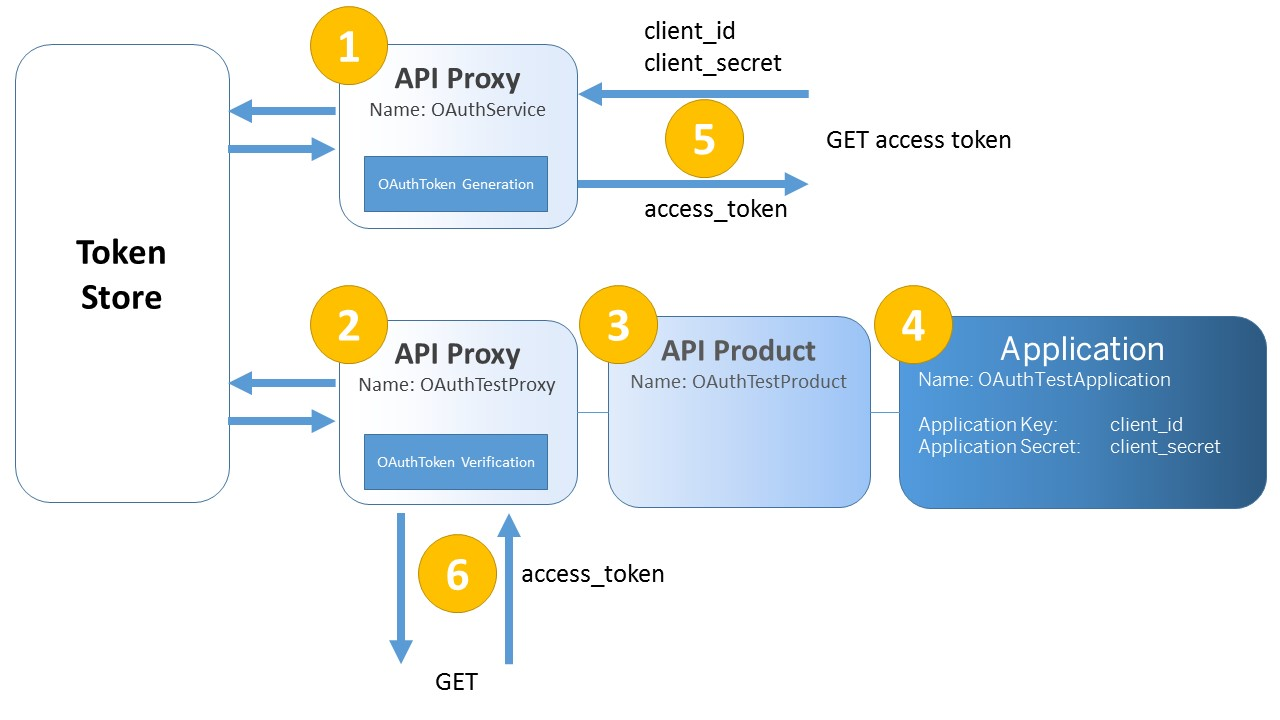 Token
Store
1
API Proxy
Name: OAuthService
OAuthToken Generation
client_id
client_secret
5
GET access token
access_token
2
API Proxy
Name: OAuthTestProxy
OAuthToken Verification
3
API Product
Name: OAuthTestProduct
4
Application
Name: OAuthTestApplication
Application Key: client_id
Application Secret: client_secret
6
access_token
GET